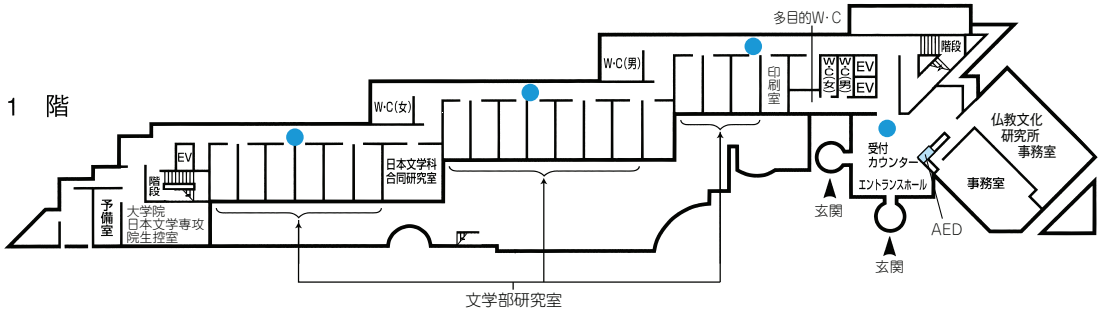 1 階
多目的W・C
W・C(男)
W・C(女)
印刷室
W・C(女)
W・C(男)
EV
EV
階段
仏教文化
研究所
事務室
受付
カウンター
エントランスホール
事務室
AED
玄関
玄関
EV
階段
予備室
大学院
日本文学専攻
院生控室
日本文学科
合同研究室
文学部研究室